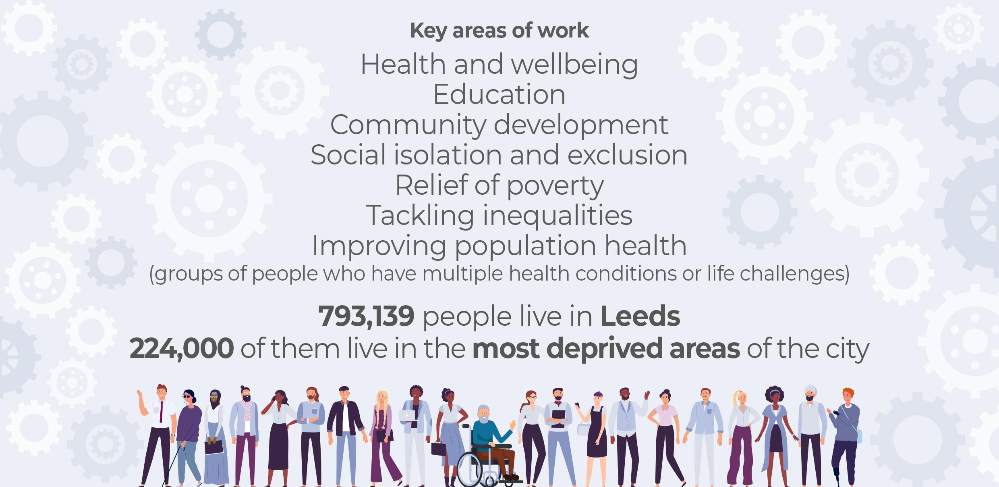 Key areas of work
Health and wellbeing
Education
Community development
Social isolation and exclusion
Relief of poverty
Tackling inequalities
Improving population health
(groups of people who have multiple health conditions or life challenges)
793,139 people live in Leeds
224,000 of them live in the most deprived areas of the city